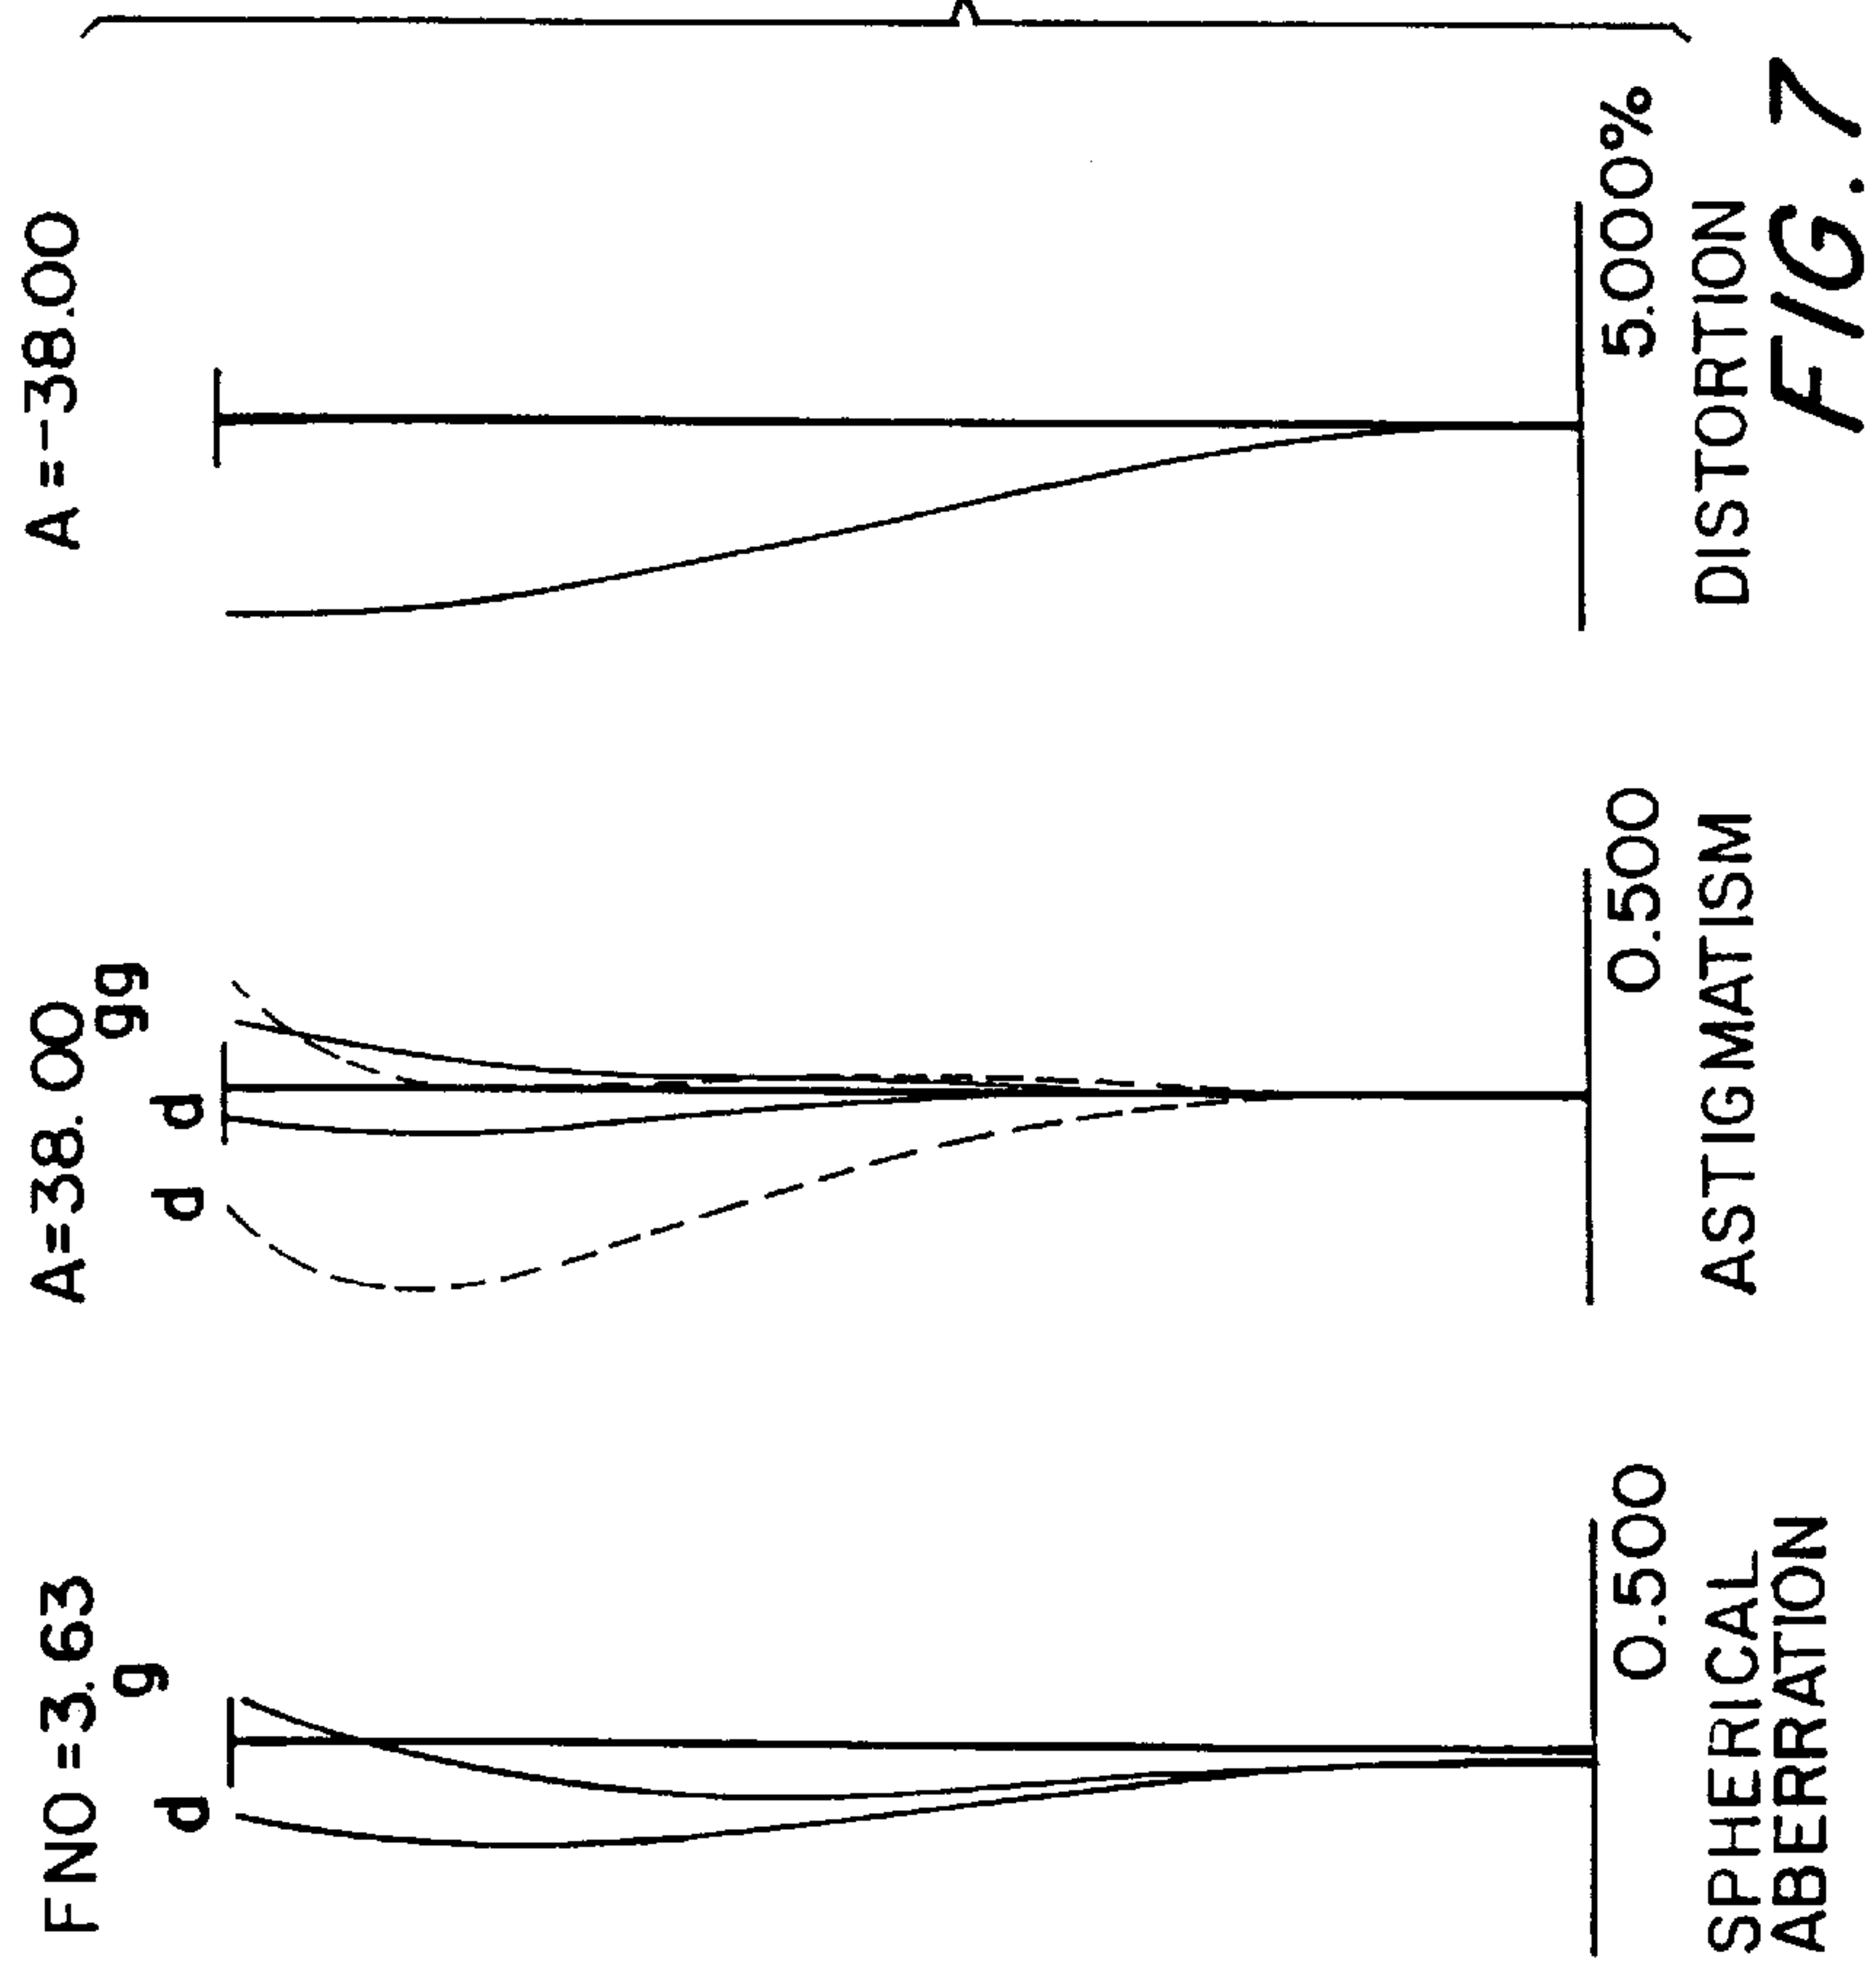 FNO=3.63
g
d
0.500
SPHERICAL
ABERRATION
A=38.00
gg
d d
0.500
ASTIGMATISM
A=-38.00
5.000%
DISTORTION
FIG. 7